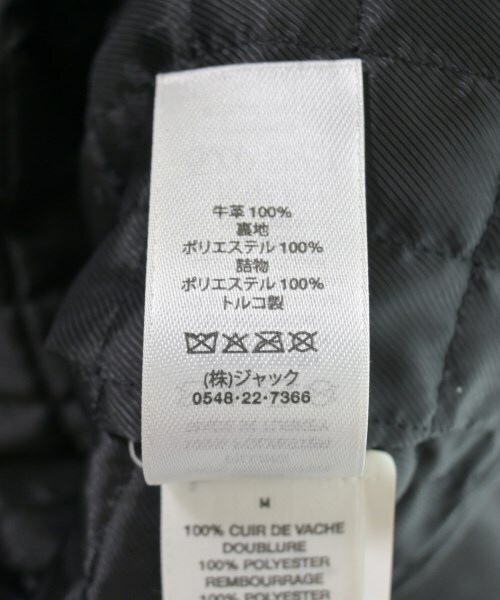 牛革100%
裏地
ポリエステル100%
詰物
ポリエステル100%
トルコ製
(株)ジャック
0548・22・7366
M
100% CUIR DE VACHE
DOUBLURE
100% POLYESTER
REMBOURRAGE
100% POLYESTER